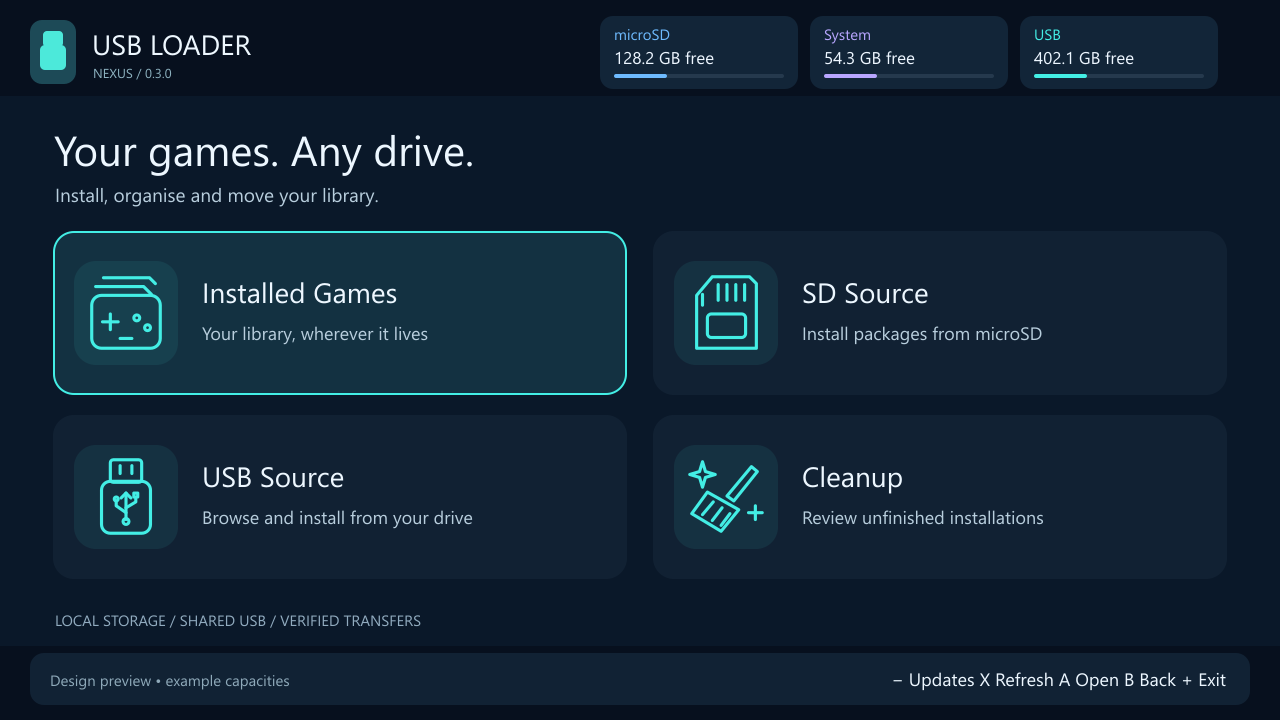 USB LOADER
NEXUS / 0.3.0
microSD
128.2 GB free
System
54.3 GB free
USB
402.1 GB free
Your games. Any drive.
Install, organise and move your library.
Installed Games
Your library, wherever it lives
SD Source
Install packages from microSD
USB Source
Browse and install from your drive
Cleanup
Review unfinished installations
LOCAL STORAGE / SHARED USB / VERIFIED TRANSFERS
Design preview • example capacities
− Updates X Refresh A Open B Back + Exit